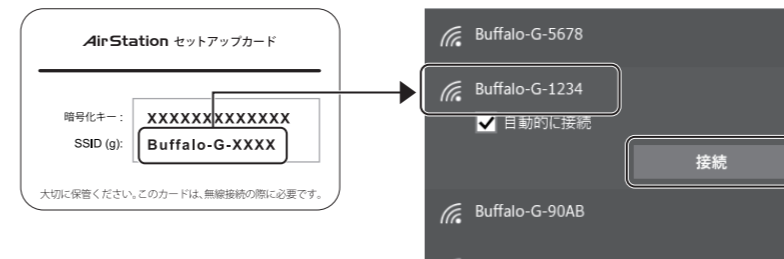 AirStation セットアップカード
暗号化キー： XXXXXXXXXXXXX
SSID (g): Buffalo-G-XXXX
大切に保管ください。このカードは、無線接続の際に必要です。
Buffalo-G-5678
Buffalo-G-1234
自動的に接続
接続
Buffalo-G-90AB